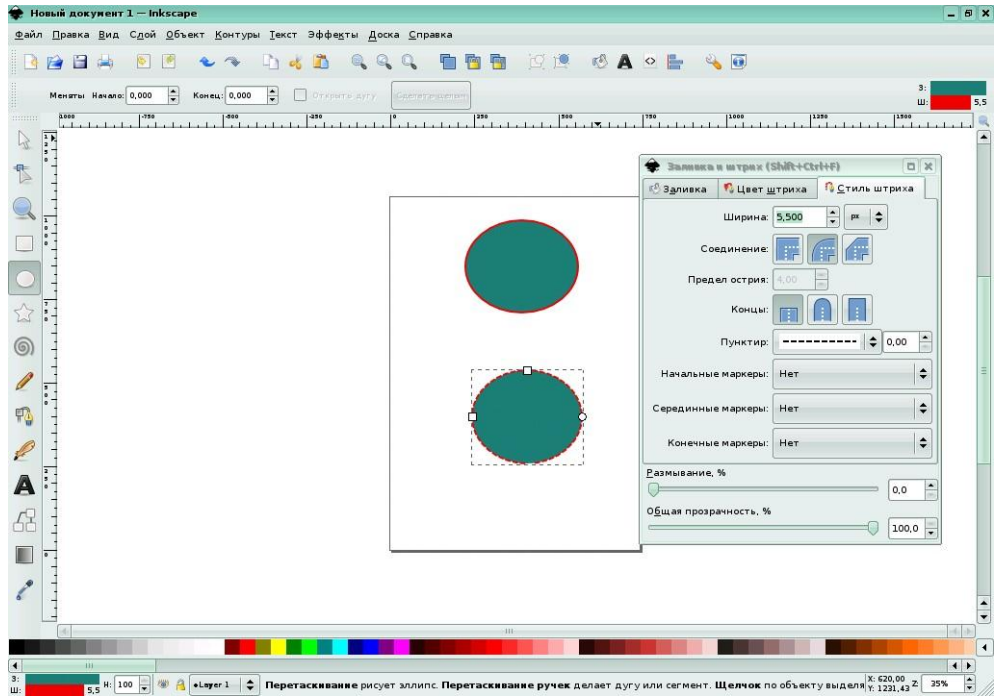 Новый документ 1 — Inkscape
Файл Правка Вид Слой Объект Контуры Текст Эффекты Доска Справка
Начало: 0,000 Конец: 0,000 Открыть дугу
З:
Ш: 5,5
Заливка и штрих (Shift+Ctrl+F)
Заливка Цвет штриха Стиль штриха
Ширина: 5,500 px
Соединение:
Предел острия: 4,00
Концы:
Пунктир: 0,00
Начальные маркеры: Нет
Серединные маркеры: Нет
Конечные маркеры: Нет
Размывание, %
0,0
Общая прозрачность, %
100,0
З:
Ш: 5,5 Н: 100 •Layer 1 Перетаскивание рисует эллипс. Перетаскивание ручек делает дугу или сегмент. Щелчок по объекту выделя
X: 620,00
Y: 1231,43
Z: 35%